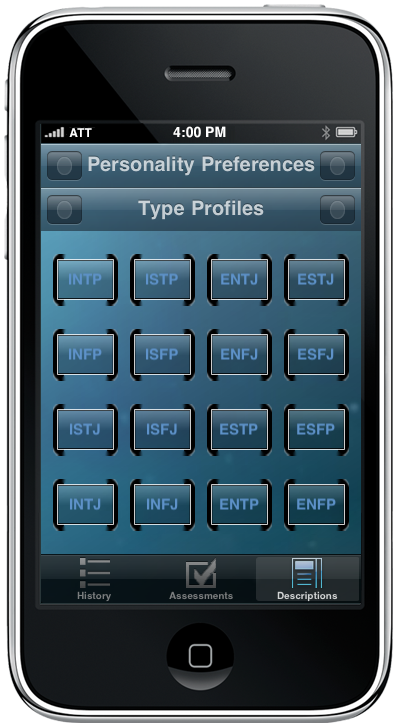 ATT 4:00 PM
Personality Preferences
Type Profiles
INTP ISTP ENTJ ESTJ
INFP ISFP ENFJ ESFJ
ISTJ ISFJ ESTP ESFP
INTJ INFJ ENTP ENFP
History Assessments Descriptions